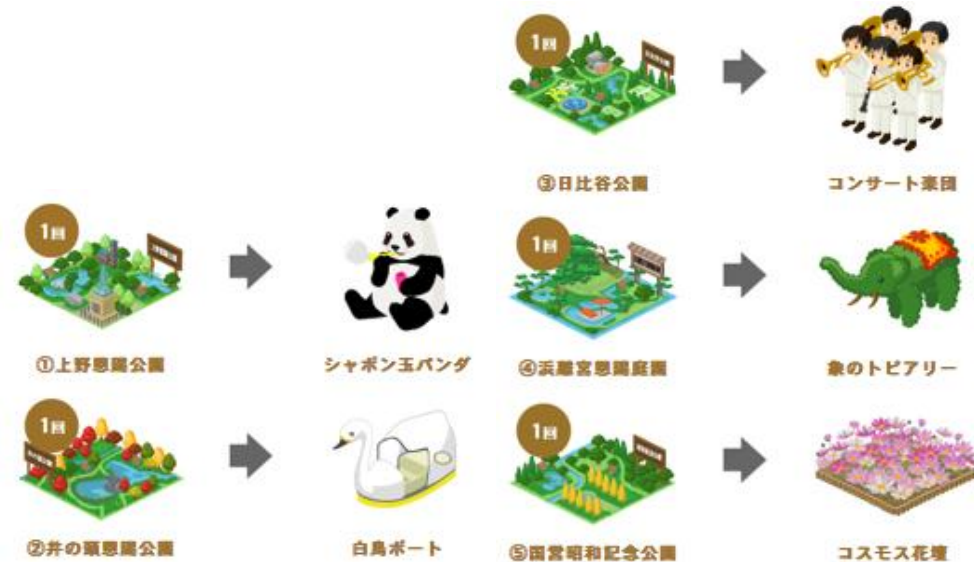 1回
①上野恩賜公園
シャボン玉パンダ
1回
②井の頭恩賜公園
白鳥ボート
1回
③日比谷公園
コンサート楽団
1回
④浜離宮恩賜庭園
象のトピアリー
1回
⑤国営昭和記念公園
コスモス花壇